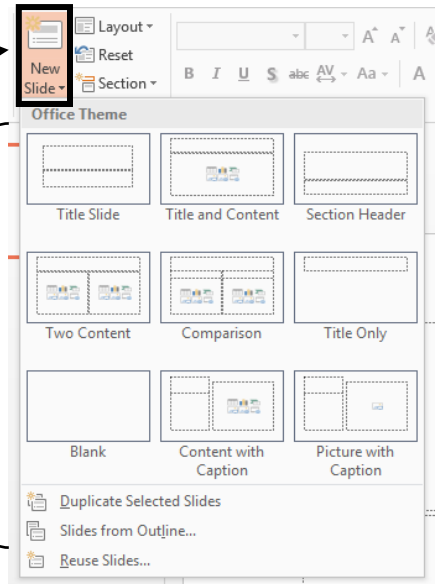 New
Slide
Layout
Reset
Section
A A
B I U S abc AV Aa A
Office Theme
Title Slide
Title and Content
Section Header
Two Content
Comparison
Title Only
Blank
Content with
Caption
Picture with
Caption
Duplicate Selected Slides
Slides from Outline...
Reuse Slides...